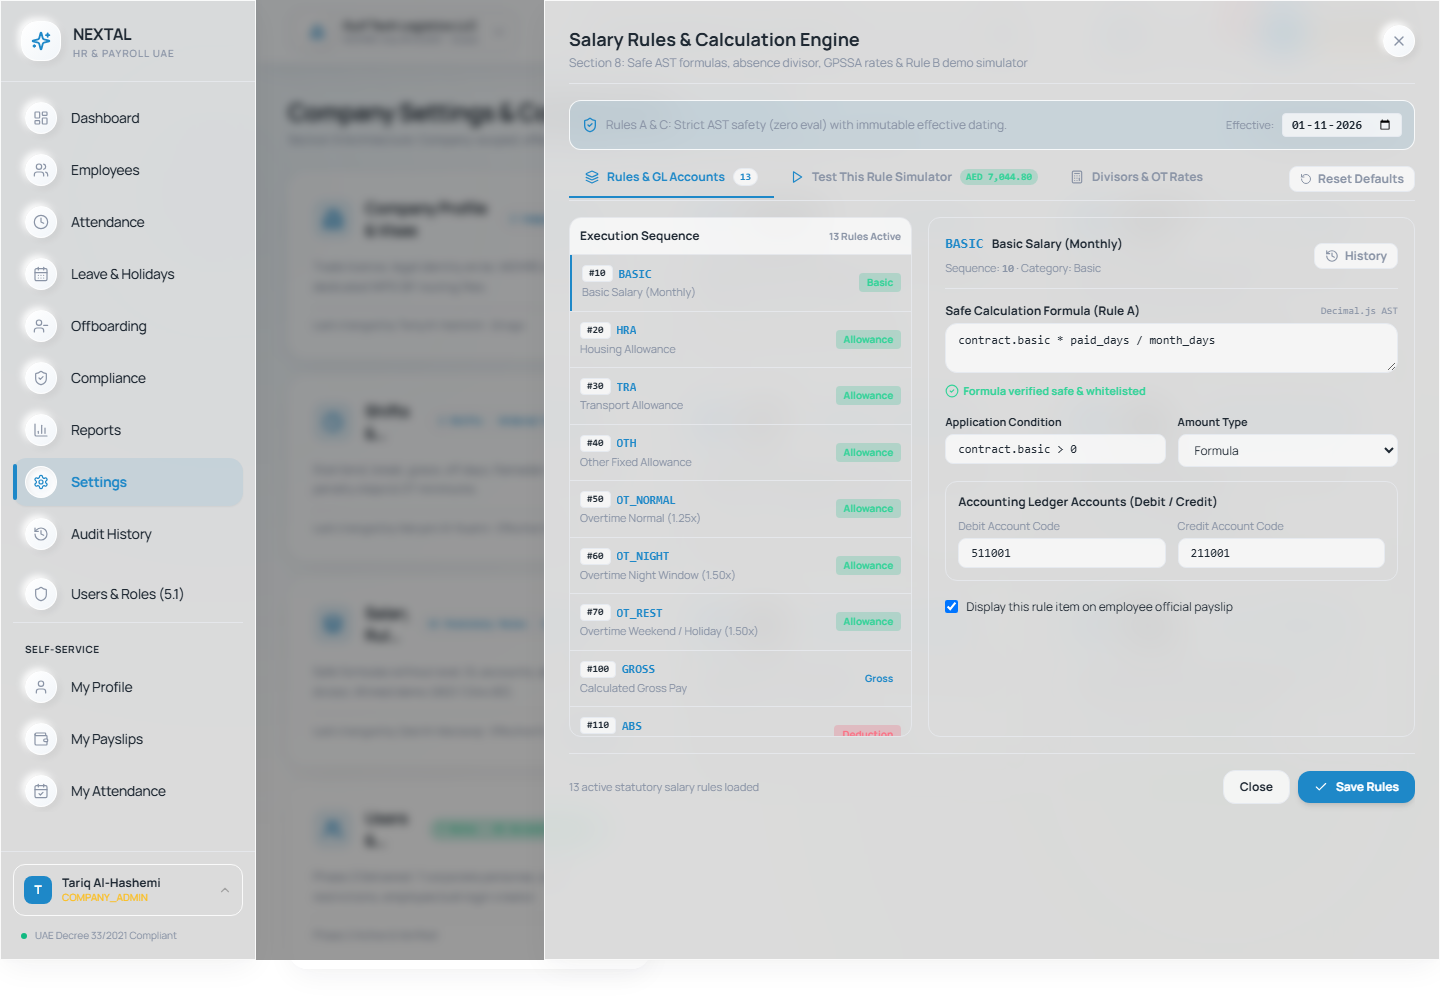 NEXTAL
HR & PAYROLL UAE
Dashboard
Employees
Attendance
Leave & Holidays
Offboarding
Compliance
Reports
Settings
Audit History
Users & Roles (5.1)
SELF-SERVICE
My Profile
My Payslips
My Attendance
T
Tariq Al-Hashemi
COMPANY_ADMIN
UAE Decree 33/2021 Compliant
Company Settings & Co
Company Profile
Salary Rules & Calculation Engine
Section 8: Safe AST formulas, absence divisor, GPSSA rates & Rule B demo simulator
Rules A & C: Strict AST safety (zero eval) with immutable effective dating.
Effective: 01-11-2026
Rules & GL Accounts 13
Test This Rule Simulator AED 7,044.80
Divisors & OT Rates
Reset Defaults
Execution Sequence 13 Rules Active
#10 BASIC
Basic Salary (Monthly)
Basic
#20 HRA
Housing Allowance
Allowance
#30 TRA
Transport Allowance
Allowance
#40 OTH
Other Fixed Allowance
Allowance
#50 OT_NORMAL
Overtime Normal (1.25x)
Allowance
#60 OT_NIGHT
Overtime Night Window (1.50x)
Allowance
#70 OT_REST
Overtime Weekend / Holiday (1.50x)
Allowance
#100 GROSS
Calculated Gross Pay
Gross
#110 ABS
Deduction
BASIC Basic Salary (Monthly)
Sequence: 10 · Category: Basic
History
Safe Calculation Formula (Rule A) Decimal.js AST
contract.basic * paid_days / month_days
Formula verified safe & whitelisted
Application Condition
contract.basic > 0
Amount Type
Formula
Accounting Ledger Accounts (Debit / Credit)
Debit Account Code
511001
Credit Account Code
211001
Display this rule item on employee official payslip
13 active statutory salary rules loaded
Close
Save Rules